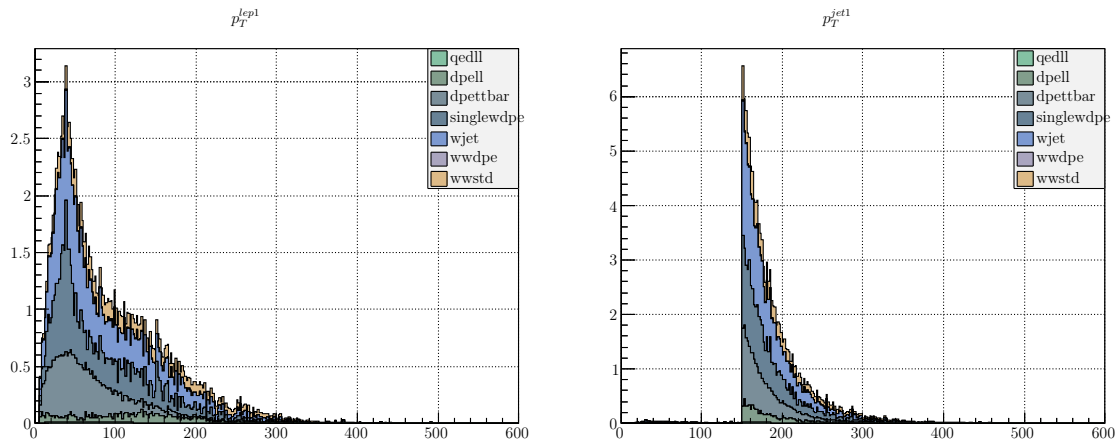 p_T^{lep1}
3
2.5
2
1.5
1
0.5
0
0 100 200 300 400 500 600
qedll
dpell
dpettbar
singlewdpe
wjet
wwdpe
wwstd
p_T^{jet1}
6
5
4
3
2
1
0
0 100 200 300 400 500 600
qedll
dpell
dpettbar
singlewdpe
wjet
wwdpe
wwstd